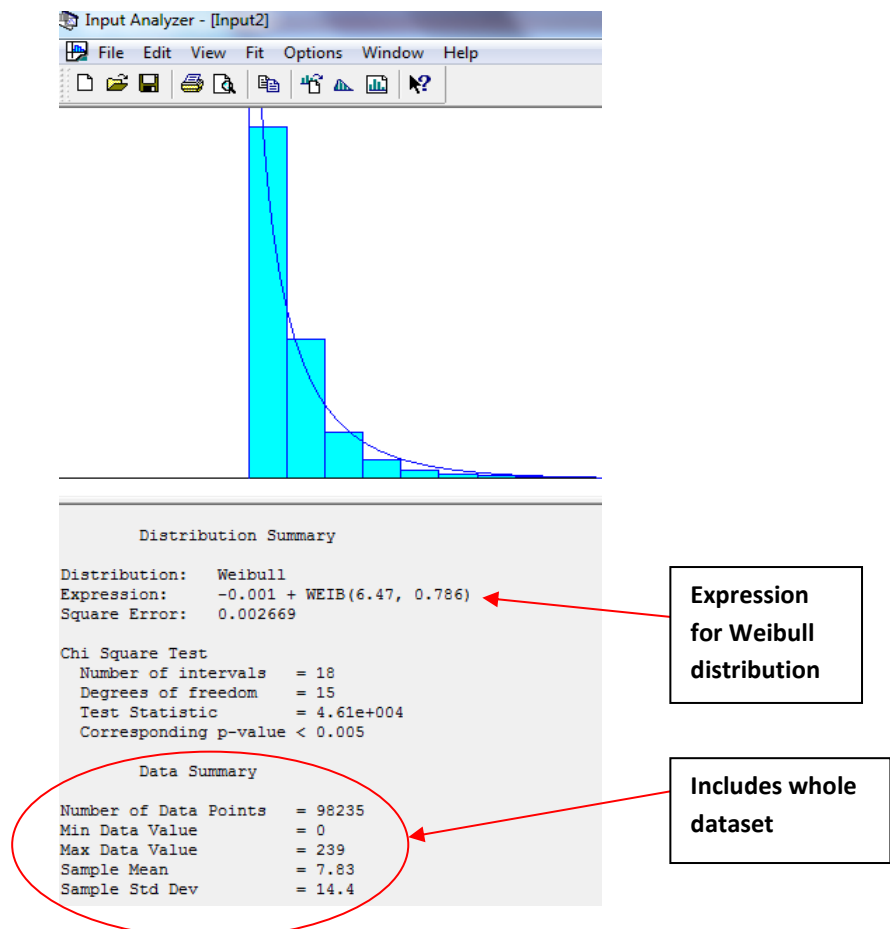 Input Analyzer - [Input2]
File Edit View Fit Options Window Help
Distribution Summary
Distribution: Weibull
Expression: -0.001 + WEIB(6.47, 0.786)
Square Error: 0.002669
Chi Square Test
Number of intervals = 18
Degrees of freedom = 15
Test Statistic = 4.61e+004
Corresponding p-value < 0.005
Data Summary
Number of Data Points = 98235
Min Data Value = 0
Max Data Value = 239
Sample Mean = 7.83
Sample Std Dev = 14.4
Expression
for Weibull
distribution
Includes whole
dataset